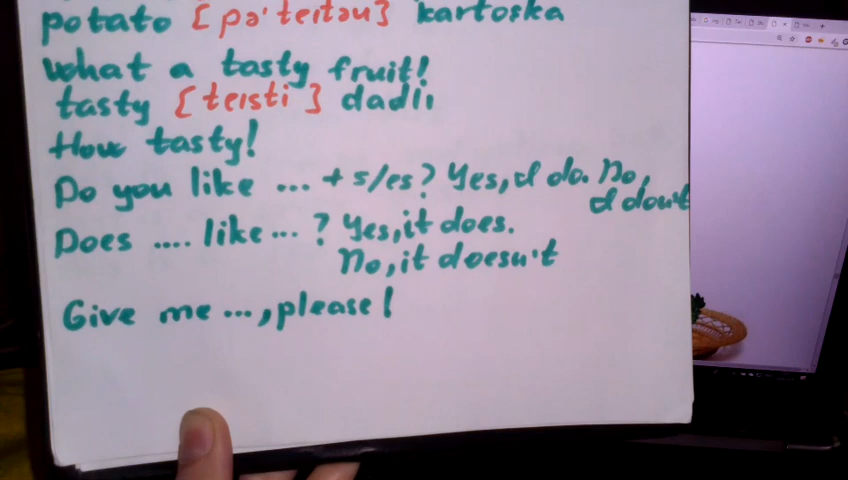 potato [pə'teitəu] kartoška
What a tasty fruit!
tasty [teisti] dadlı
How tasty!
Do you like ... + s/es? Yes, I do. No,
I don't
Does .... like ... ? Yes, it does.
No, it doesn't
Give me ..., please!